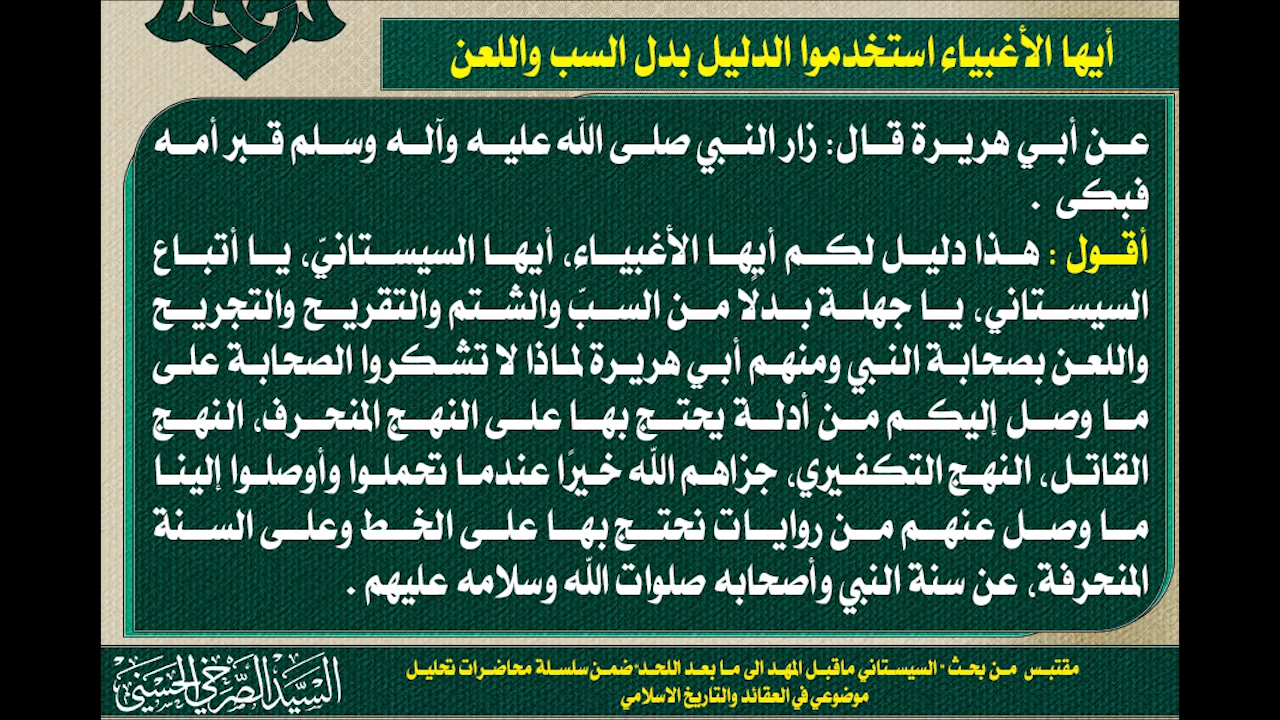 أيها الأغبياء استخدموا الدليل بدل السب واللعن
عن أبي هريرة قال: زار النبي صلى الله عليه وآله وسلم قبر أمه
فبكى .
أقول : هذا دليل لكم أيها الأغبياء، أيها السيستانيّ، يا أتباع
السيستاني، يا جهلة بدلًا من السبّ والشتم والتقريح والتجريح
واللعن بصحابة النبي ومنهم أبي هريرة لماذا لا تشكروا الصحابة على
ما وصل إليكم من أدلة يحتج بها على النهج المنحرف، النهج
القاتل، النهج التكفيري، جزاهم الله خيرًا عندما تحملوا وأوصلوا إلينا
ما وصل عنهم من روايات نحتج بها على الخط وعلى السنة
المنحرفة، عن سنة النبي وأصحابه صلوات الله وسلامه عليهم .
مقتبس من بحث " السيستاني ماقبل المهد الى ما بعد اللحد" ضمن سلسلة محاضرات تحليل
موضوعي في العقائد والتاريخ الاسلامي
السيد الصرخي الحسني